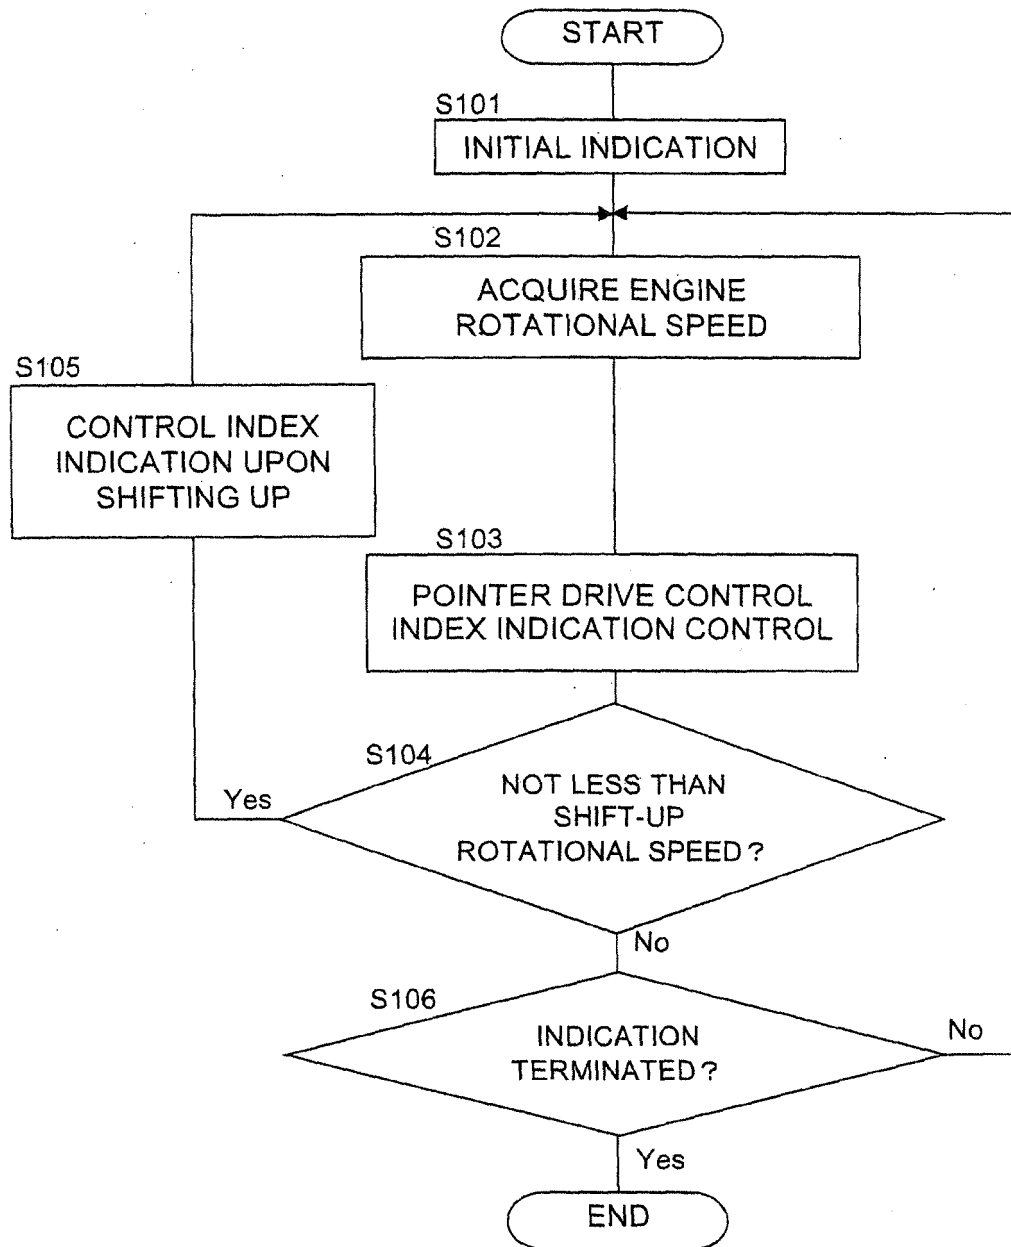 START
S101
INITIAL INDICATION
S102
ACQUIRE ENGINE
ROTATIONAL SPEED
S105
CONTROL INDEX
INDICATION UPON
SHIFTING UP
S103
POINTER DRIVE CONTROL
INDEX INDICATION CONTROL
S104
NOT LESS THAN
SHIFT-UP
ROTATIONAL SPEED?
Yes
No
S106
INDICATION
TERMINATED?
No
Yes
END